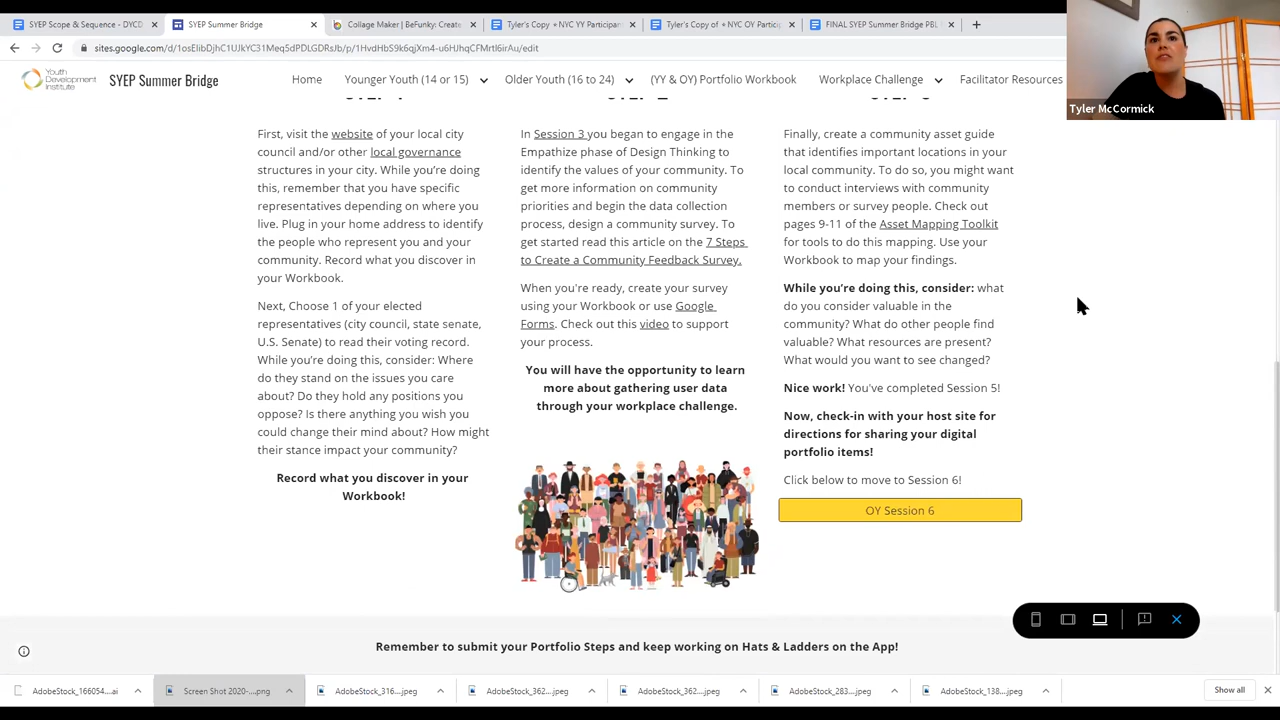 SYEP Scope & Sequence - DYCD
SYEP Summer Bridge
Collage Maker | BeFunky: Create
Tyler's Copy ⭑ NYC YY Participan
Tyler's Copy of ⭑ NYC OY Partici
FINAL SYEP Summer Bridge PBL
Youth
Development
Institute
SYEP Summer Bridge
Home
Younger Youth (14 or 15)
Older Youth (16 to 24)
(YY & OY) Portfolio Workbook
Workplace Challenge
Facilitator Resources
Tyler McCormick
First, visit the website of your local city
council and/or other local governance
structures in your city. While you're doing
this, remember that you have specific
representatives depending on where you
live. Plug in your home address to identify
the people who represent you and your
community. Record what you discover in
your Workbook.
Next, Choose 1 of your elected
representatives (city council, state senate,
U.S. Senate) to read their voting record.
While you're doing this, consider: Where
do they stand on the issues you care
about? Do they hold any positions you
oppose? Is there anything you wish you
could change their mind about? How might
their stance impact your community?
Record what you discover in your
Workbook!
In Session 3 you began to engage in the
Empathize phase of Design Thinking to
identify the values of your community. To
get more information on community
priorities and begin the data collection
process, design a community survey. To
get started read this article on the 7 Steps
to Create a Community Feedback Survey.
When you're ready, create your survey
using your Workbook or use Google
Forms. Check out this video to support
your process.
You will have the opportunity to learn
more about gathering user data
through your workplace challenge.
Finally, create a community asset guide
that identifies important locations in your
local community. To do so, you might want
to conduct interviews with community
members or survey people. Check out
pages 9-11 of the Asset Mapping Toolkit
for tools to do this mapping. Use your
Workbook to map your findings.
While you're doing this, consider: what
do you consider valuable in the
community? What do other people find
valuable? What resources are present?
What would you want to see changed?
Nice work! You've completed Session 5!
Now, check-in with your host site for
directions for sharing your digital
portfolio items!
Click below to move to Session 6!
OY Session 6
Remember to submit your Portfolio Steps and keep working on Hats & Ladders on the App!
AdobeStock_166054....ai
Screen Shot 2020-....png
AdobeStock_316....jpeg
AdobeStock_362....jpeg
AdobeStock_362....jpeg
AdobeStock_283....jpeg
AdobeStock_138....jpeg
Show all